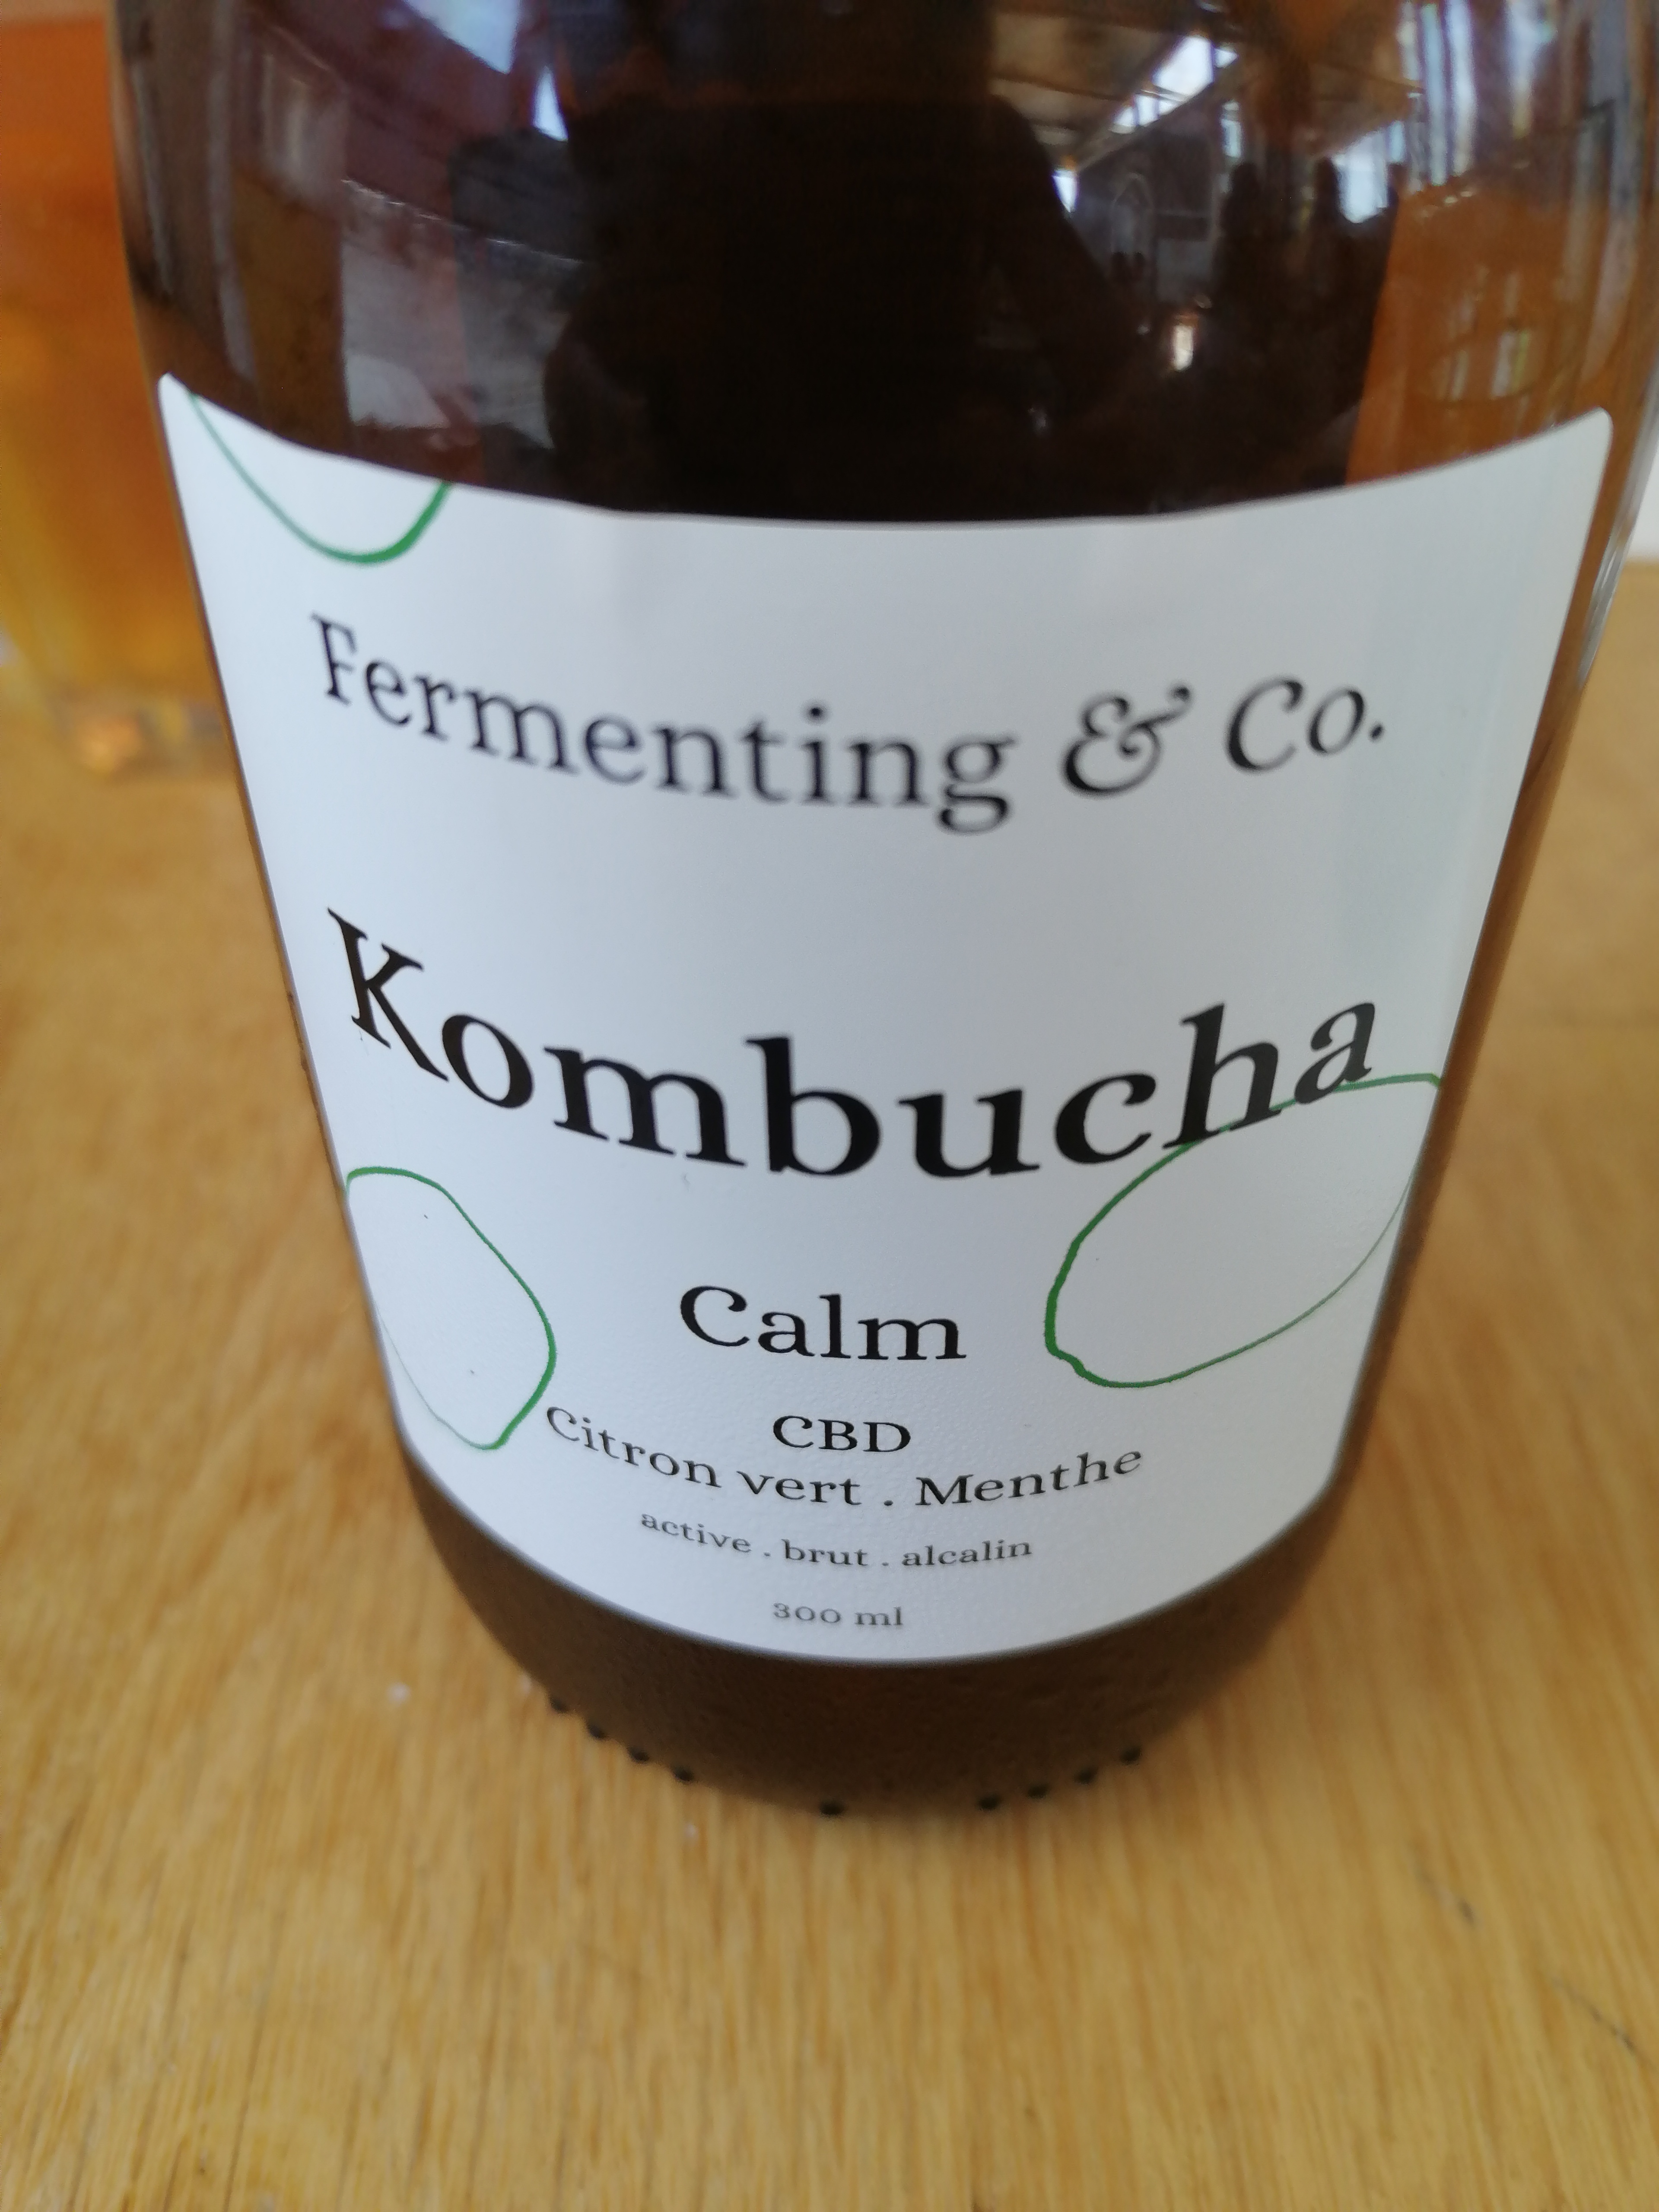 Fermenting & Co.
Kombucha
Calm
CBD
Citron vert . Menthe
active . brut . alcalin
300 ml